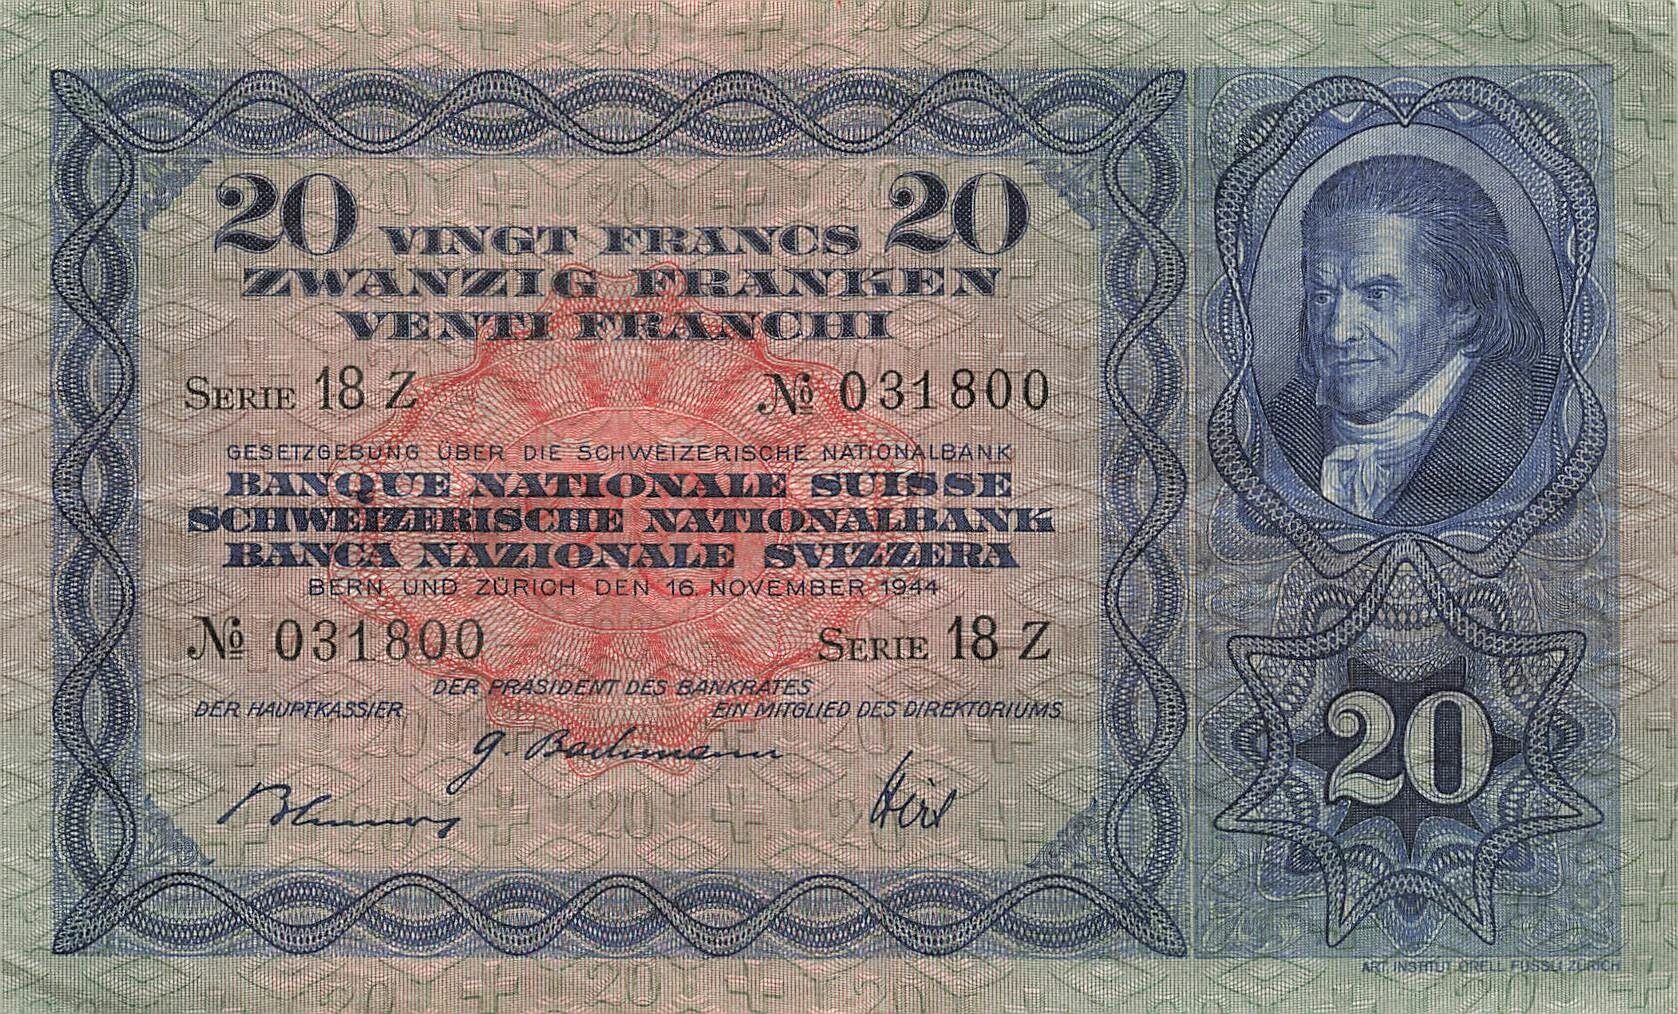 20 VINGT FRANCS 20
ZWANZIG FRANKEN
VENTI FRANCHI
SERIE 18 Z № 031800
GESETZGEBUNG ÜBER DIE SCHWEIZERISCHE NATIONALBANK
BANQUE NATIONALE SUISSE
SCHWEIZERISCHE NATIONALBANK
BANCA NAZIONALE SVIZZERA
BERN UND ZÜRICH DEN 16. NOVEMBER 1944
№ 031800 SERIE 18 Z
DER PRÄSIDENT DES BANKRATES
DER HAUPTKASSIER EIN MITGLIED DES DIREKTORIUMS
G. Bachmann
Hirs
20
ART. INSTITUT ORELL FÜSSLI ZÜRICH